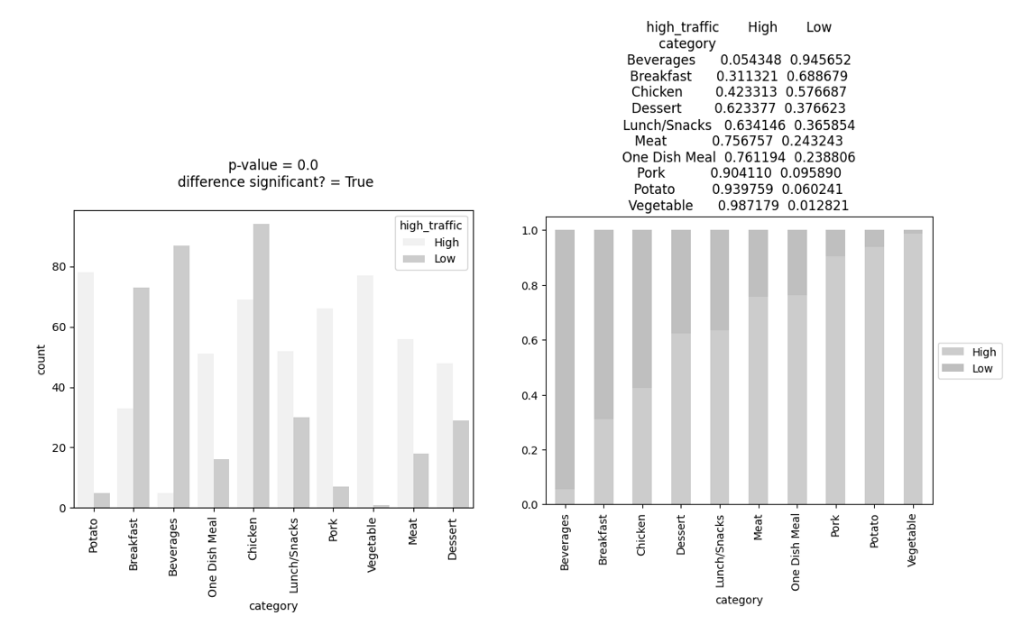 p-value = 0.0
difference significant? = True
high_traffic
High
Low
80
60
40
20
0
count
Potato
Breakfast
Beverages
One Dish Meal
Chicken
Lunch/Snacks
Pork
Vegetable
Meat
Dessert
category
high_traffic High Low
category
Beverages 0.054348 0.945652
Breakfast 0.311321 0.688679
Chicken 0.423313 0.576687
Dessert 0.623377 0.376623
Lunch/Snacks 0.634146 0.365854
Meat 0.756757 0.243243
One Dish Meal 0.761194 0.238806
Pork 0.904110 0.095890
Potato 0.939759 0.060241
Vegetable 0.987179 0.012821
1.0
0.8
0.6
0.4
0.2
0.0
High
Low
Beverages
Breakfast
Chicken
Dessert
Lunch/Snacks
Meat
One Dish Meal
Pork
Potato
Vegetable
category